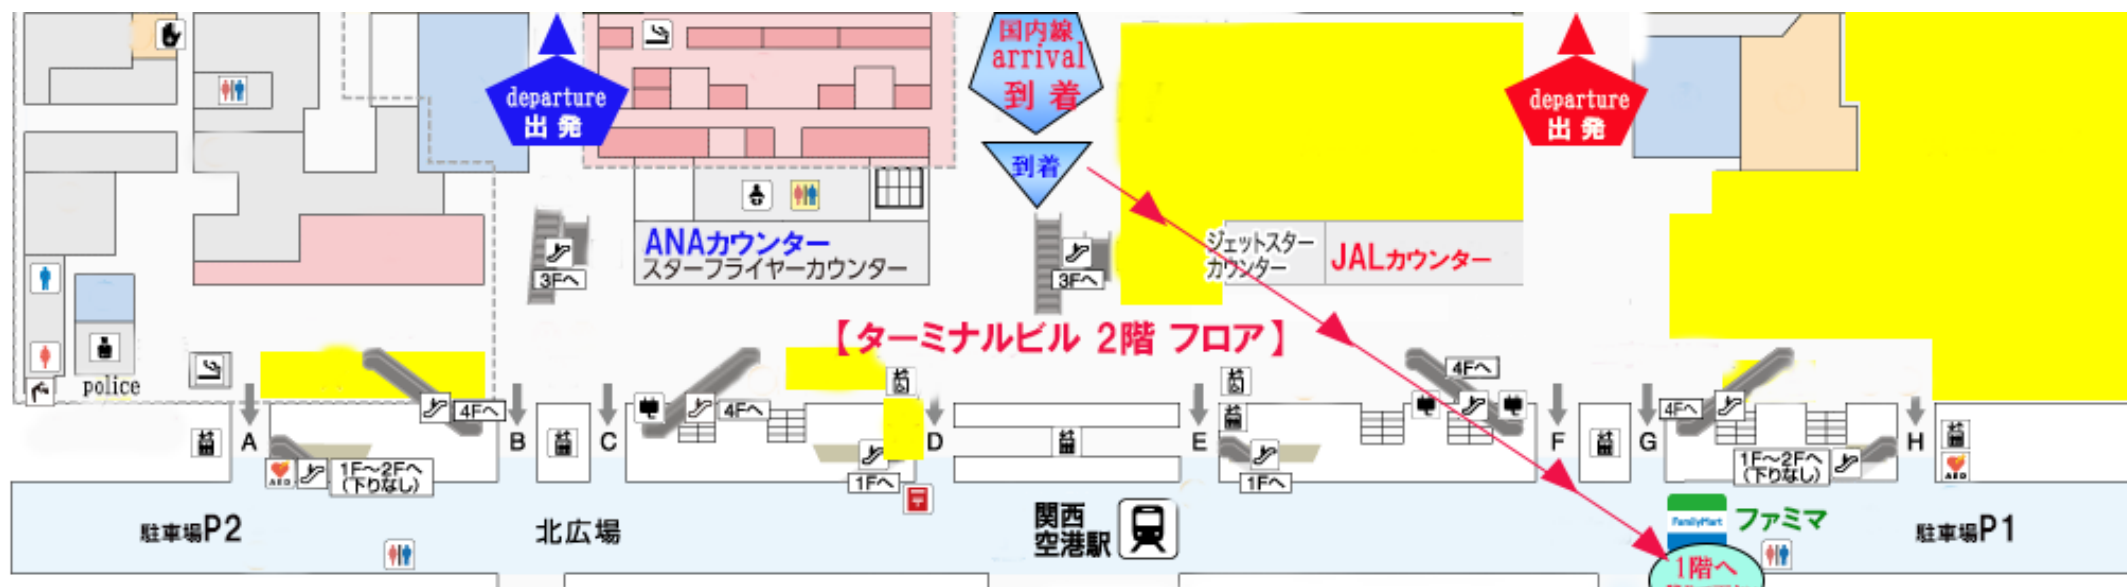 国内線
arrival
到着
departure
出発
departure
出発
到着
ANAカウンター
スターフライヤーカウンター
ジェットスター
カウンター
JALカウンター
3Fへ
3Fへ
【ターミナルビル 2階 フロア】
police
4Fへ
4Fへ
4Fへ
4Fへ
A
B
C
D
E
F
G
H
1F～2Fへ
(下りなし)
1Fへ
1Fへ
1F～2Fへ
(下りなし)
AED
AED
駐車場P2
北広場
関西
空港駅
FamilyMart
ファミマ
駐車場P1
1階へ